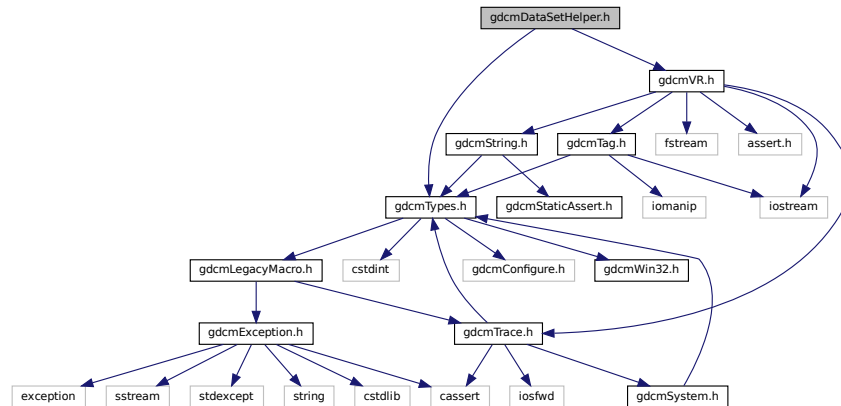 gdcmDataSetHelper.h
gdcmVR.h
gdcmString.h
gdcmTag.h
fstream
assert.h
gdcmTypes.h
gdcmStaticAssert.h
iomanip
iostream
gdcmLegacyMacro.h
cstdint
gdcmConfigure.h
gdcmWin32.h
gdcmException.h
gdcmTrace.h
exception
sstream
stdexcept
string
cstdlib
cassert
iosfwd
gdcmSystem.h